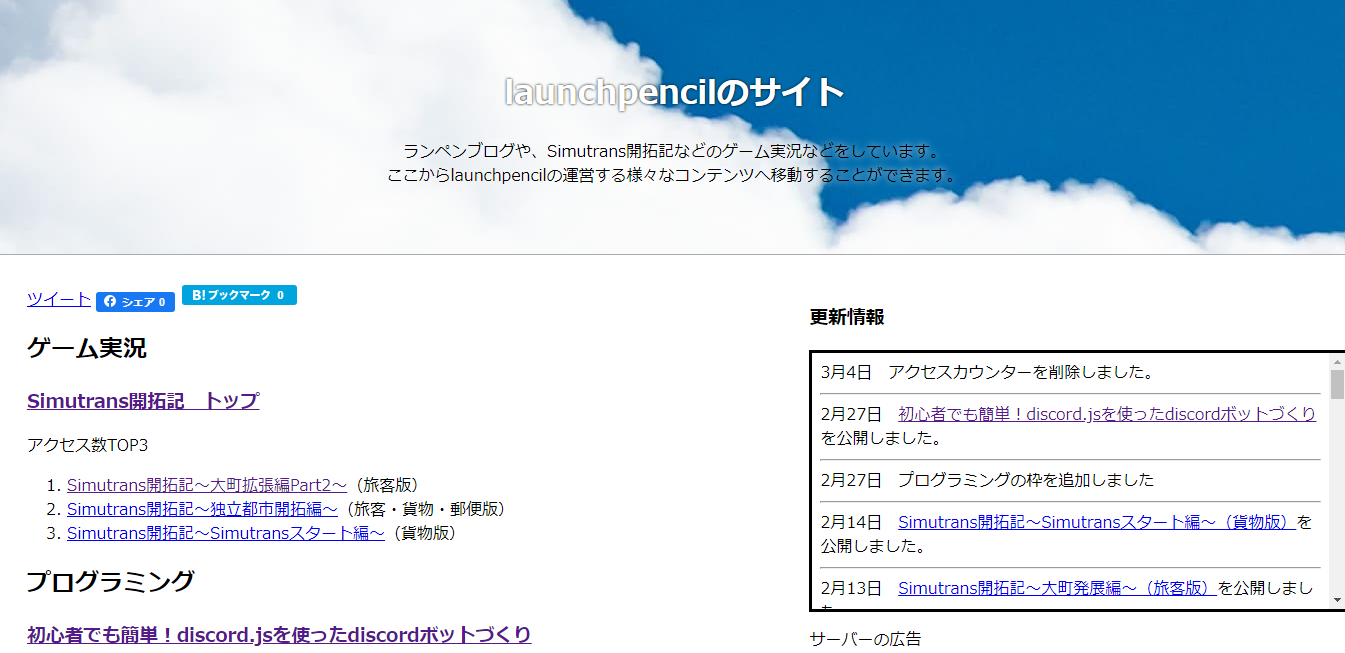 launchpencilのサイト
ランペンブログや、Simutrans開拓記などのゲーム実況などをしています。
ここからlaunchpencilの運営する様々なコンテンツへ移動することができます。
ツイート シェア 0 B!ブックマーク 0
ゲーム実況
Simutrans開拓記　トップ
アクセス数TOP3
1. Simutrans開拓記～大町拡張編Part2～（旅客版）
2. Simutrans開拓記～独立都市開拓編～（旅客・貨物・郵便版）
3. Simutrans開拓記～Simutransスタート編～（貨物版）
プログラミング
初心者でも簡単！discord.jsを使ったdiscordボットづくり
更新情報
3月4日　アクセスカウンターを削除しました。
2月27日　初心者でも簡単！discord.jsを使ったdiscordボットづくり
を公開しました。
2月27日　プログラミングの枠を追加しました
2月14日　Simutrans開拓記～Simutransスタート編～（貨物版）を
公開しました。
2月13日　Simutrans開拓記～大町発展編～（旅客版）を公開しまし
サーバーの広告